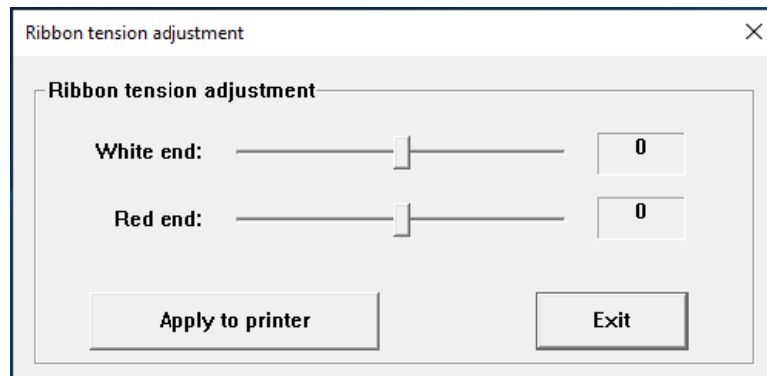 Ribbon tension adjustment
Ribbon tension adjustment
White end: 0
Red end: 0
Apply to printer Exit